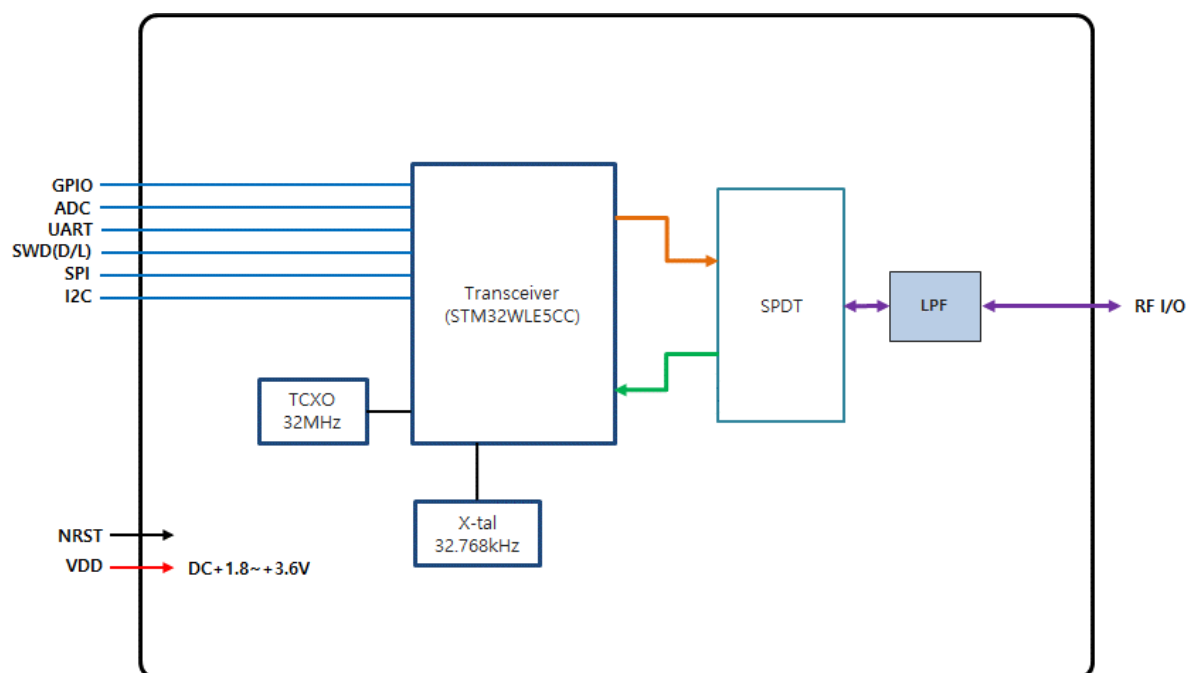 GPIO
ADC
UART
SWD(D/L)
SPI
I2C
Transceiver
(STM32WLE5CC)
SPDT
LPF
RF I/O
TCXO
32MHz
X-tal
32.768kHz
NRST
VDD
DC+1.8~+3.6V